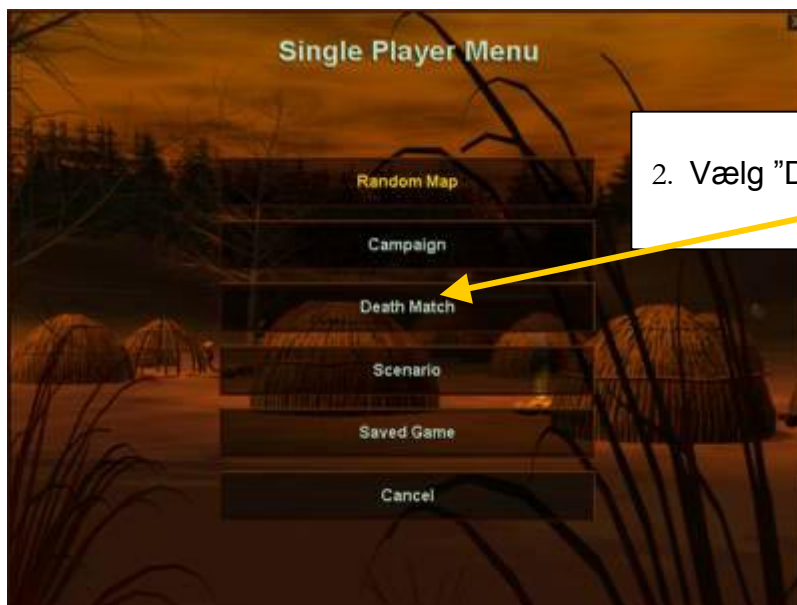 Single Player Menu
Random Map
2. Vælg ”D
Campaign
Death Match
Scenario
Saved Game
Cancel